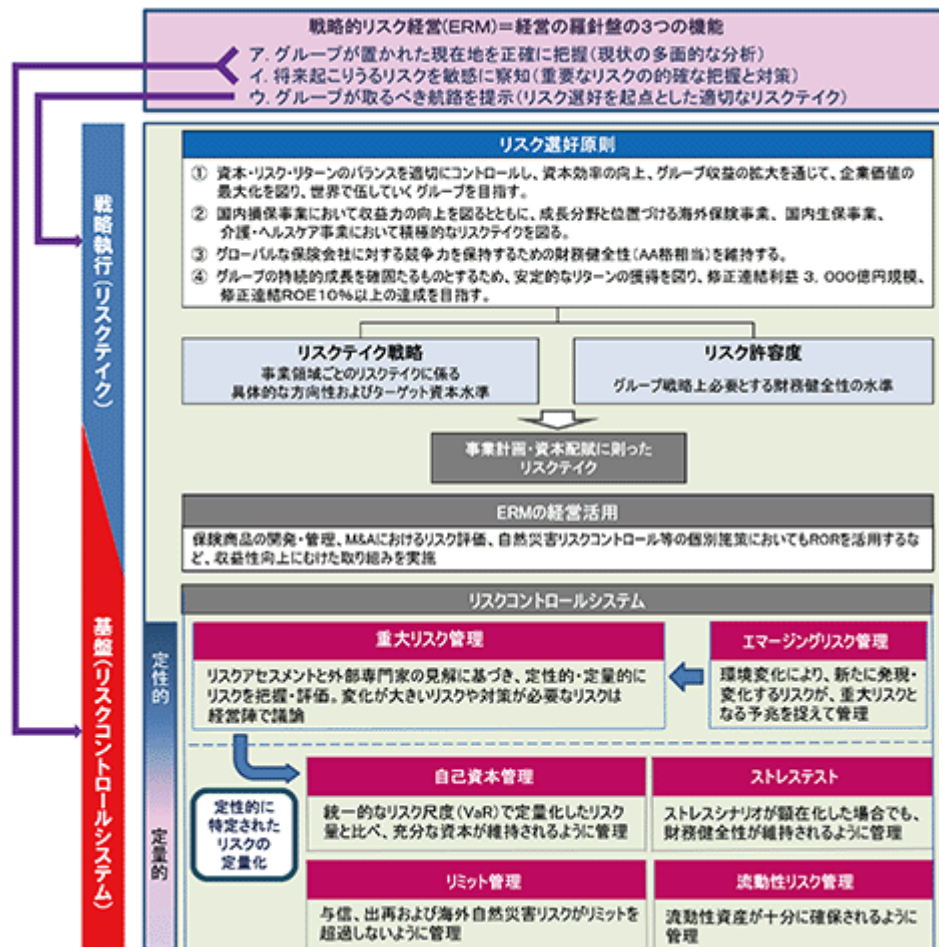 戦略的リスク経営(ERM)=経営の羅針盤の3つの機能
ア. グループが置かれた現在地を正確に把握(現状の多面的な分析)
イ. 将来起こりうるリスクを敏感に察知(重要なリスクの的確な把握と対策)
ウ. グループが取るべき航路を提示(リスク選好を起点とした適切なリスクテイク)
戦略執行(リスクテイク)
リスク選好原則
① 資本・リスク・リターンのバランスを適切にコントロールし、資本効率の向上、グループ収益の拡大を通じて、企業価値の
最大化を図り、世界で伍していくグループを目指す。
② 国内損保事業において収益力の向上を図るとともに、成長分野と位置づける海外保険事業、国内生保事業、
介護・ヘルスケア事業において積極的なリスクテイクを図る。
③ グローバルな保険会社に対する競争力を保持するための財務健全性(AA格相当)を維持する。
④ グループの持続的成長を確固たるものとするため、安定的なリターンの獲得を図り、修正連結利益 3,000億円規模、
修正連結ROE10%以上の達成を目指す。
リスクテイク戦略
事業領域ごとのリスクテイクに係る
具体的な方向性およびターゲット資本水準
リスク許容度
グループ戦略上必要とする財務健全性の水準
事業計画・資本配賦に則った
リスクテイク
ERMの経営活用
保険商品の開発・管理、M&Aにおけるリスク評価、自然災害リスクコントロール等の個別施策においてもRORを活用するな
ど、収益性向上にむけた取り組みを実施
基盤(リスクコントロールシステム)
リスクコントロールシステム
定性的
重大リスク管理
リスクアセスメントと外部専門家の見解に基づき、定性的・定量的に
リスクを把握・評価。変化が大きいリスクや対策が必要なリスクは
経営陣で議論
エマージングリスク管理
環境変化により、新たに発現・
変化するリスクが、重大リスクと
なる予兆を捉えて管理
定量的
定性的に
特定された
リスクの
定量化
自己資本管理
統一的なリスク尺度(VaR)で定量化したリスク
量と比べ、充分な資本が維持されるように管理
ストレステスト
ストレスシナリオが顕在化した場合でも、
財務健全性が維持されるように管理
リミット管理
与信、出再および海外自然災害リスクがリミットを
超過しないように管理
流動性リスク管理
流動性資産が十分に確保されるように
管理